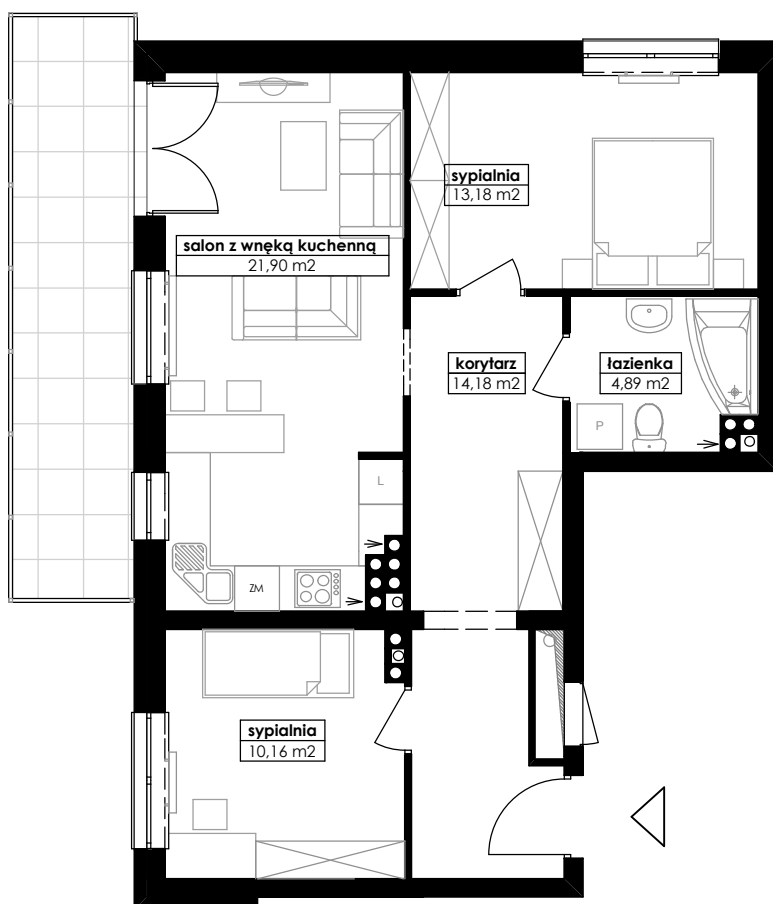 sypialnia
13,18 m2
salon z wnęką kuchenną
21,90 m2
korytarz
14,18 m2
łazienka
4,89 m2
P
L
ZM
sypialnia
10,16 m2